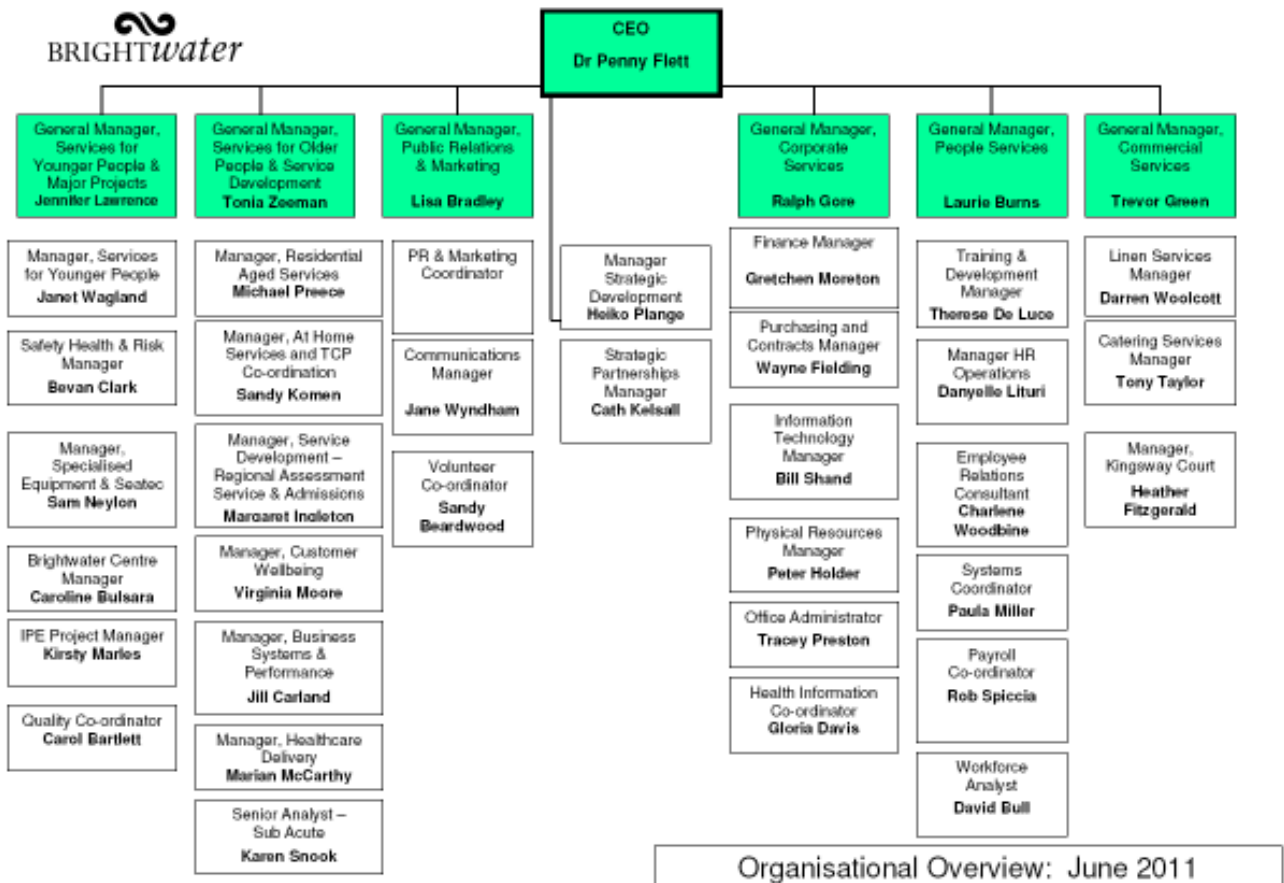 BRIGHTwater
CEO
Dr Penny Flett
General Manager,
Services for
Younger People &
Major Projects
Jennifer Lawrence
General Manager,
Services for Older
People & Service
Development
Tonia Zeeman
General Manager,
Public Relations
& Marketing
Lisa Bradley
General Manager,
Corporate
Services
Ralph Gore
General Manager,
People Services
Laurie Burns
General Manager,
Commercial
Services
Trevor Green
Manager, Services
for Younger People
Janet Wagland
Safety Health & Risk
Manager
Bevan Clark
Manager,
Specialised
Equipment & Seatec
Sam Neylon
Brightwater Centre
Manager
Caroline Bulsara
IPE Project Manager
Kirsty Marles
Quality Co-ordinator
Carol Bartlett
Manager, Residential
Aged Services
Michael Preece
Manager, At Home
Services and TCP
Co-ordination
Sandy Komen
Manager, Service
Development –
Regional Assessment
Service & Admissions
Margaret Ingleton
Manager, Customer
Wellbeing
Virginia Moore
Manager, Business
Systems &
Performance
Jill Carland
Manager, Healthcare
Delivery
Marian McCarthy
Senior Analyst –
Sub Acute
Karen Snook
PR & Marketing
Coordinator
Communications
Manager
Jane Wyndham
Volunteer
Co-ordinator
Sandy
Beardwood
Manager
Strategic
Development
Heiko Plange
Strategic
Partnerships
Manager
Cath Kelsall
Finance Manager
Gretchen Moreton
Purchasing and
Contracts Manager
Wayne Fielding
Information
Technology
Manager
Bill Shand
Physical Resources
Manager
Peter Holder
Office Administrator
Tracey Preston
Health Information
Co-ordinator
Gloria Davis
Training &
Development
Manager
Therese De Luce
Manager HR
Operations
Danyelle Lituri
Employee
Relations
Consultant
Charlene
Woodbine
Systems
Coordinator
Paula Miller
Payroll
Co-ordinator
Rob Spiccia
Workforce
Analyst
David Bull
Linen Services
Manager
Darren Woolcott
Catering Services
Manager
Tony Taylor
Manager,
Kingsway Court
Heather
Fitzgerald
Organisational Overview: June 2011